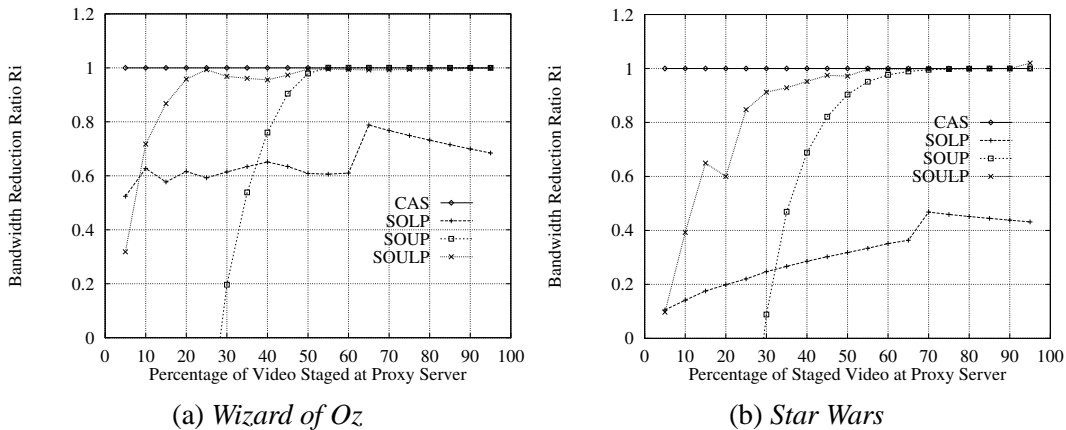 Bandwidth Reduction Ratio Ri
1.2
1
0.8
0.6
0.4
0.2
0
CAS
SOLP
SOUP
SOULP
0 10 20 30 40 50 60 70 80 90 100
Percentage of Video Staged at Proxy Server
(a) Wizard of Oz
Bandwidth Reduction Ratio Ri
1.2
1
0.8
0.6
0.4
0.2
0
CAS
SOLP
SOUP
SOULP
0 10 20 30 40 50 60 70 80 90 100
Percentage of Staged Video at Proxy Server
(b) Star Wars